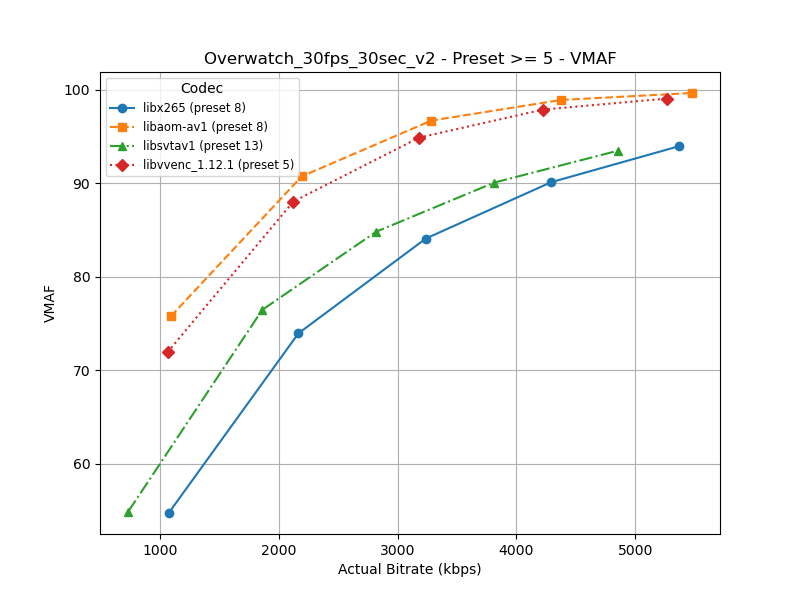 Overwatch_30fps_30sec_v2 - Preset >= 5 - VMAF
Codec
libx265 (preset 8)
libaom-av1 (preset 8)
libsvtav1 (preset 13)
libvvenc_1.12.1 (preset 5)
VMAF
100
90
80
70
60
1000 2000 3000 4000 5000
Actual Bitrate (kbps)